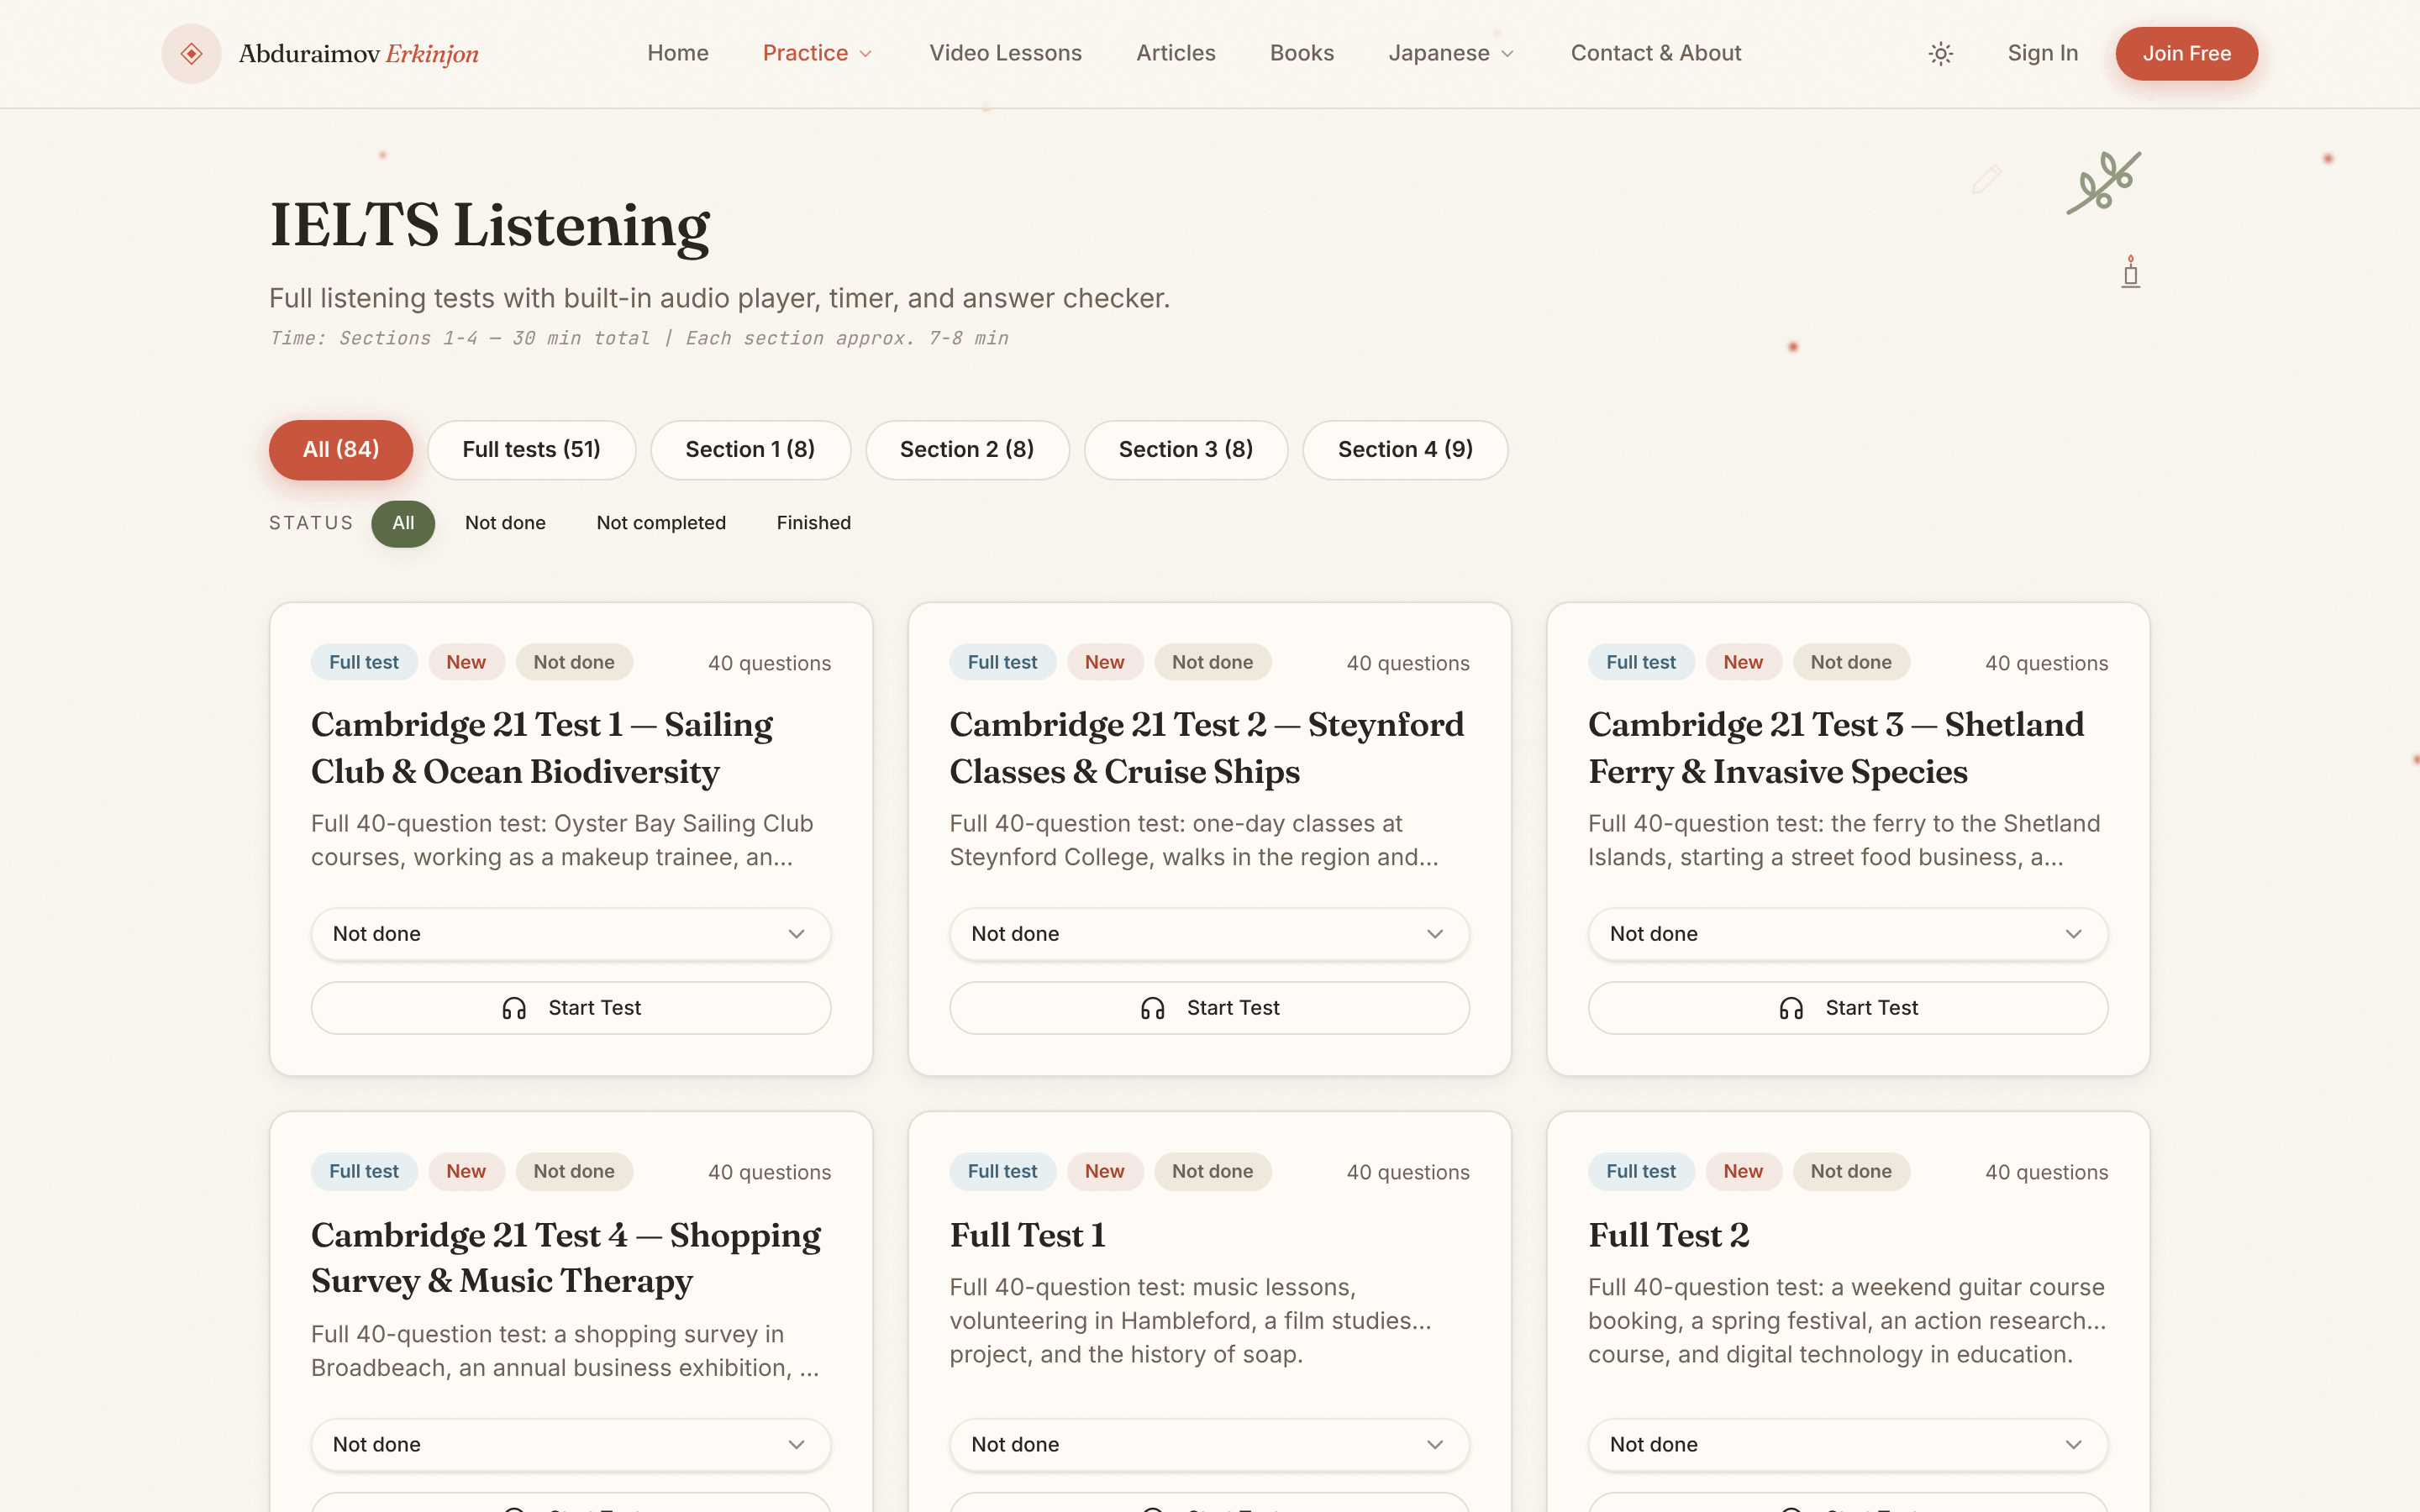 Abduraimov Erkinjon
Home
Practice
Video Lessons
Articles
Books
Japanese
Contact & About
Sign In
Join Free
IELTS Listening
Full listening tests with built-in audio player, timer, and answer checker.
Time: Sections 1-4 — 30 min total | Each section approx. 7-8 min
All (84)
Full tests (51)
Section 1 (8)
Section 2 (8)
Section 3 (8)
Section 4 (9)
STATUS
All
Not done
Not completed
Finished
Full test
New
Not done
40 questions
Cambridge 21 Test 1 — Sailing
Club & Ocean Biodiversity
Full 40-question test: Oyster Bay Sailing Club
courses, working as a makeup trainee, an...
Not done
Start Test
Full test
New
Not done
40 questions
Cambridge 21 Test 2 — Steynford
Classes & Cruise Ships
Full 40-question test: one-day classes at
Steynford College, walks in the region and...
Not done
Start Test
Full test
New
Not done
40 questions
Cambridge 21 Test 3 — Shetland
Ferry & Invasive Species
Full 40-question test: the ferry to the Shetland
Islands, starting a street food business, a...
Not done
Start Test
Full test
New
Not done
40 questions
Cambridge 21 Test 4 — Shopping
Survey & Music Therapy
Full 40-question test: a shopping survey in
Broadbeach, an annual business exhibition, ...
Not done
Full test
New
Not done
40 questions
Full Test 1
Full 40-question test: music lessons,
volunteering in Hambleford, a film studies...
project, and the history of soap.
Not done
Full test
New
Not done
40 questions
Full Test 2
Full 40-question test: a weekend guitar course
booking, a spring festival, an action research...
course, and digital technology in education.
Not done